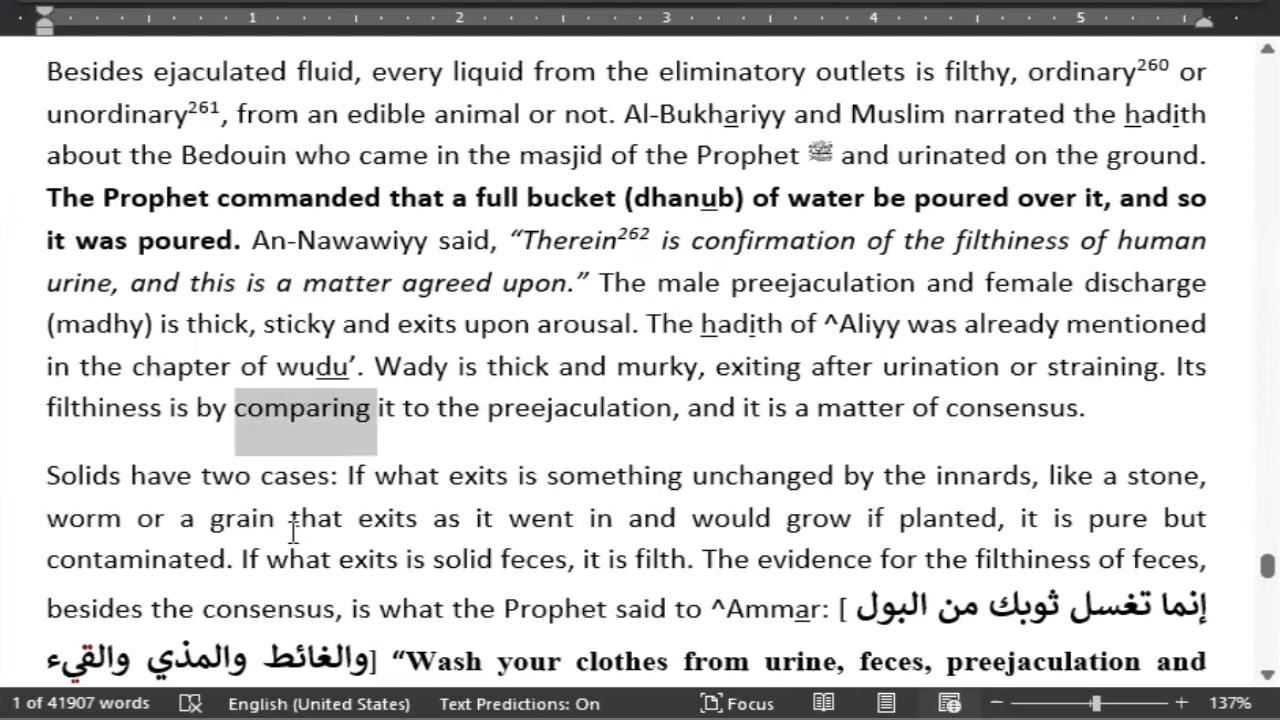 1 2 3 4 5
Besides ejaculated fluid, every liquid from the eliminatory outlets is filthy, ordinary260 or
unordinary261, from an edible animal or not. Al-Bukhariyy and Muslim narrated the hadith
about the Bedouin who came in the masjid of the Prophet ﷺ and urinated on the ground.
The Prophet commanded that a full bucket (dhanub) of water be poured over it, and so
it was poured. An-Nawawiyy said, “Therein262 is confirmation of the filthiness of human
urine, and this is a matter agreed upon.” The male preejaculation and female discharge
(madhy) is thick, sticky and exits upon arousal. The hadith of ^Aliyy was already mentioned
in the chapter of wudu’. Wady is thick and murky, exiting after urination or straining. Its
filthiness is by comparing it to the preejaculation, and it is a matter of consensus.
Solids have two cases: If what exits is something unchanged by the innards, like a stone,
worm or a grain that exits as it went in and would grow if planted, it is pure but
contaminated. If what exits is solid feces, it is filth. The evidence for the filthiness of feces,
besides the consensus, is what the Prophet said to ^Ammar: [ إنما تغسل ثوبك من البول
والغائط والمذي والقيء] “Wash your clothes from urine, feces, preejaculation and
1 of 41907 words English (United States) Text Predictions: On Focus 137%